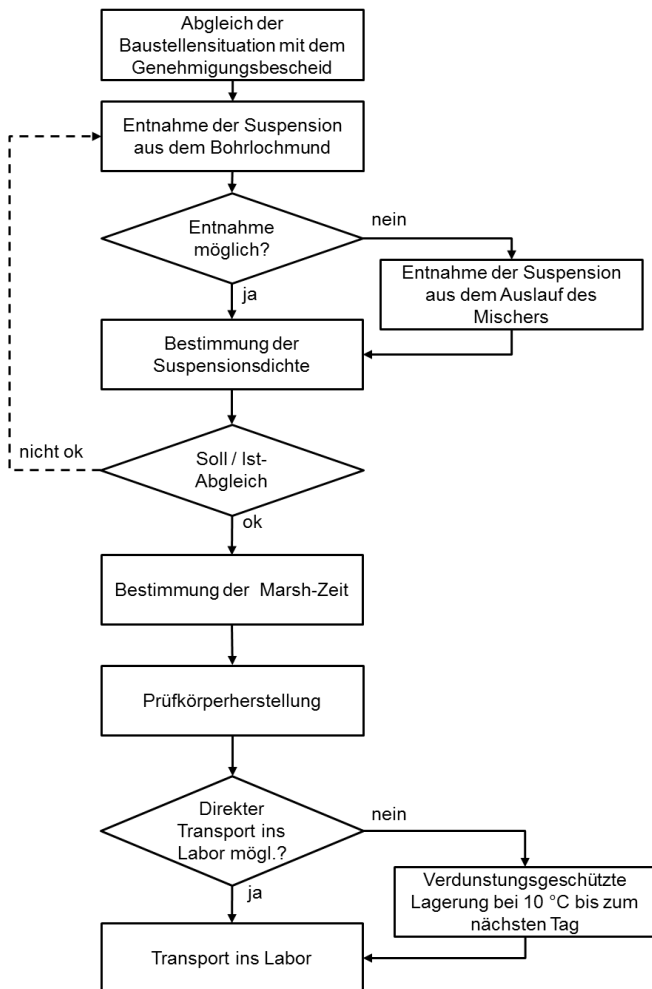 Abgleich der
Baustellensituation mit dem
Genehmigungsbescheid
Entnahme der Suspension
aus dem Bohrlochmund
Entnahme
möglich?
nein
ja
Entnahme der Suspension
aus dem Auslauf des
Mischers
Bestimmung der
Suspensionsdichte
nicht ok
Soll / Ist-
Abgleich
ok
Bestimmung der Marsh-Zeit
Prüfkörperherstellung
Direkter
Transport ins
Labor mögl.?
nein
ja
Verdunstungsgeschützte
Lagerung bei 10 °C bis zum
nächsten Tag
Transport ins Labor